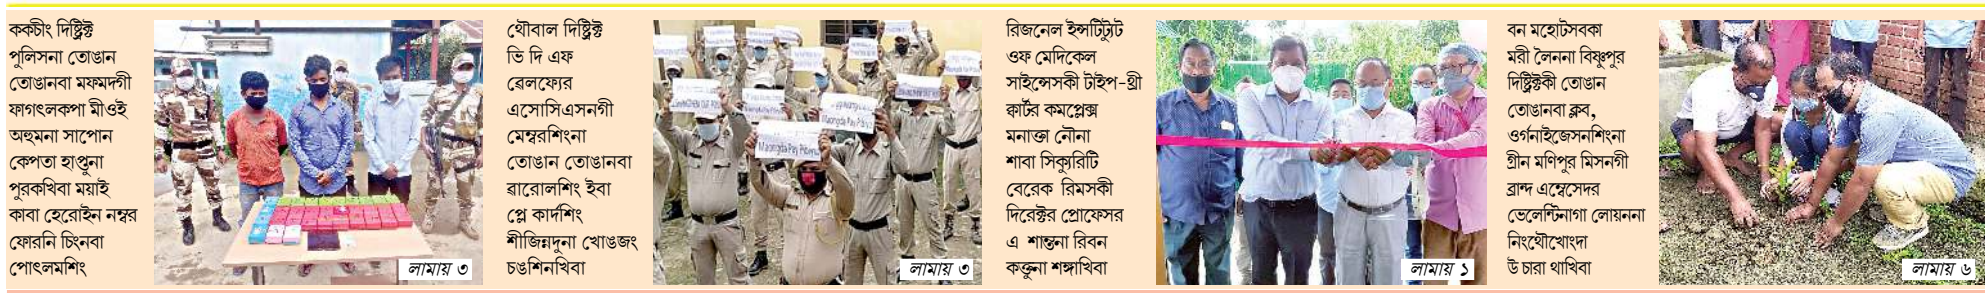 ককচীং দিষ্ট্রিক্ট
পুলিসনা তোঙান
তোঙানবা মফমদগী
ফাগৎলকপা মীওই
অহুমনা সাপোন
কেপতা হাপ্তুনা
পুরকখিবা ময়াই
কাবা হেরোইন নম্বর
ফোরনি চিংনবা
পোৎলমশিং
লামায় ৩
থৌবাল দিষ্ট্রিক্ট
ভি দি এফ
ৱেলফ্যের
এসোসিএসনগী
মেম্বরশিংনা
তোঙান তোঙানবা
ৱারোলশিং ইবা
প্লে কার্দশিং
শীজিন্নদুনা খোঙজং
চঙশিনখিবা
লামায় ৩
রিজনেল ইন্সটিট্যুট
ওফ মেদিকেল
সাইন্সেসকী টাইপ-থ্রী
ক্বার্টর কমপ্লেক্স
মনাক্তা নৌনা
শাবা সিক্যুরিটি
বেরেক রিমসকী
দিরেক্টর প্রোফেসর
এ শান্তনা রিবন
কক্তুনা শঙ্গাখিবা
লামায় ১
বন মহোটসবকা
মরী লৈননা বিষ্ণুপুর
দিষ্ট্রিক্টকী তোঙান
তোঙানবা ক্লব,
ওর্গনাইজেসনশিংনা
গ্রীন মণিপুর মিসনগী
ব্রান্দ এম্বেসেদর
ভেলেন্টিনাগা লোয়ননা
নিংথৌখোংদা
উ চারা থাখিবা
লামায় ৬